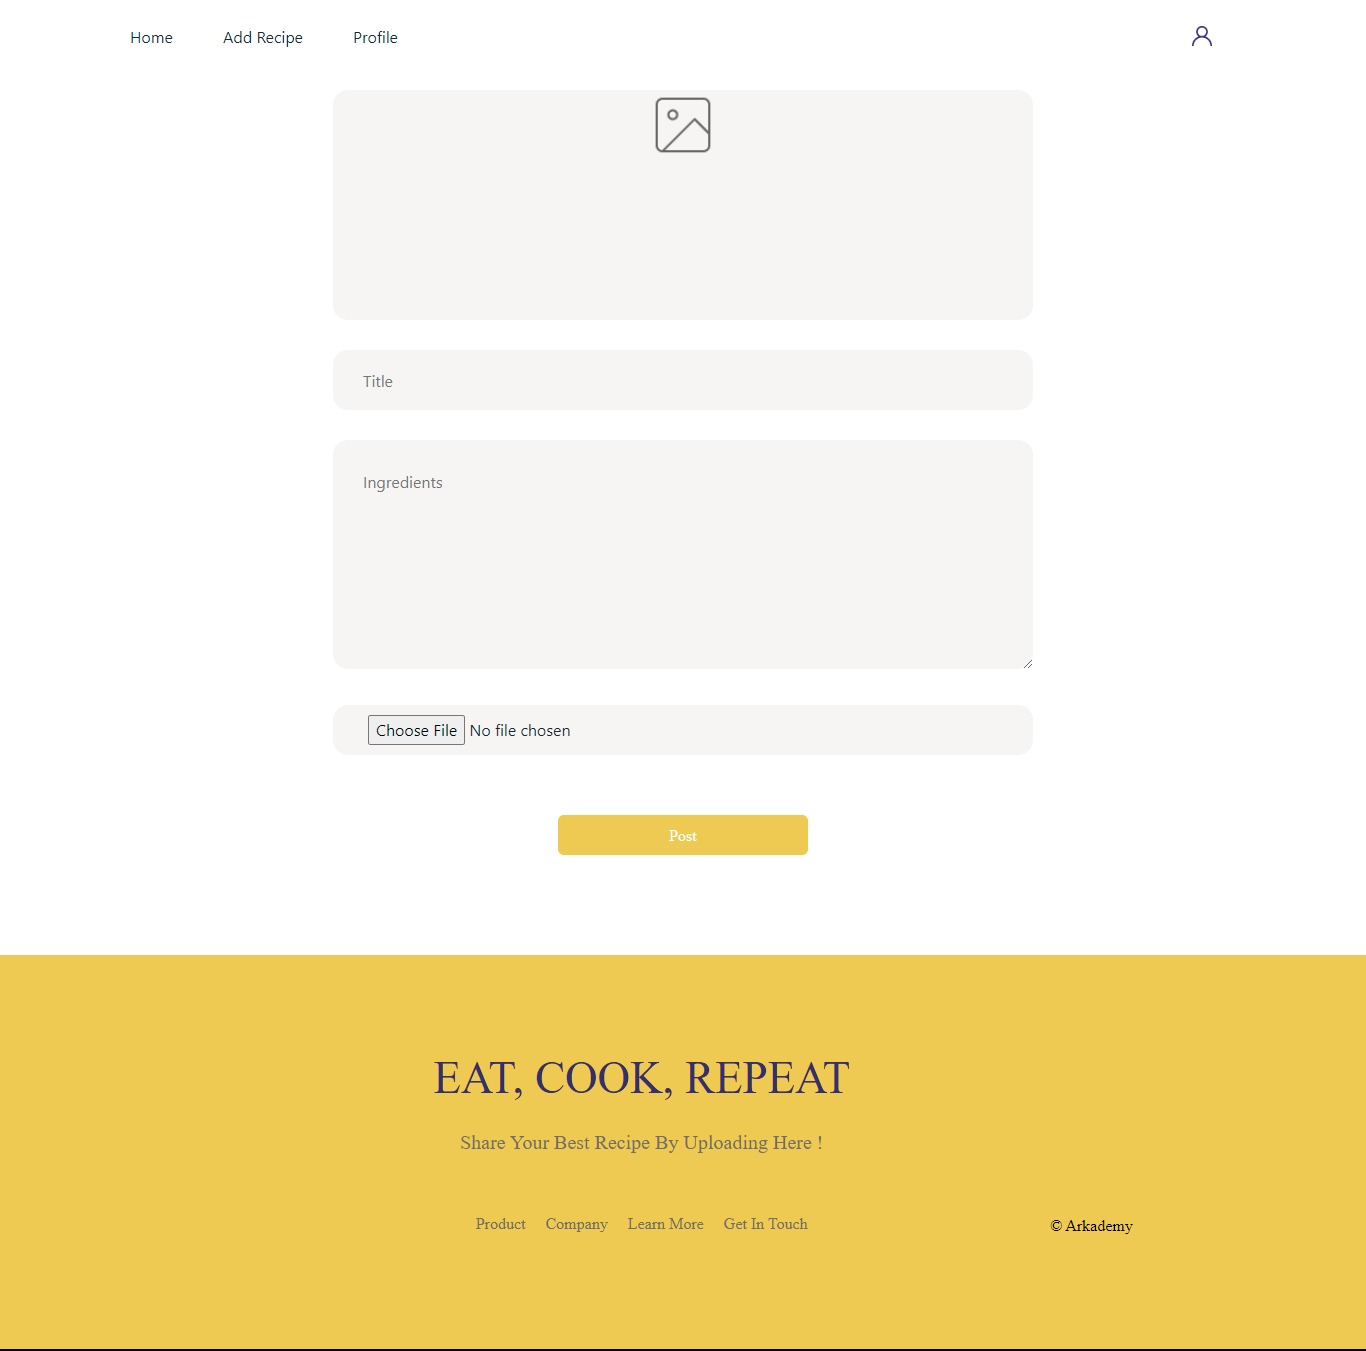 Home Add Recipe Profile
Title
Ingredients
Choose File No file chosen
Post
EAT, COOK, REPEAT
Share Your Best Recipe By Uploading Here !
Product Company Learn More Get In Touch © Arkademy